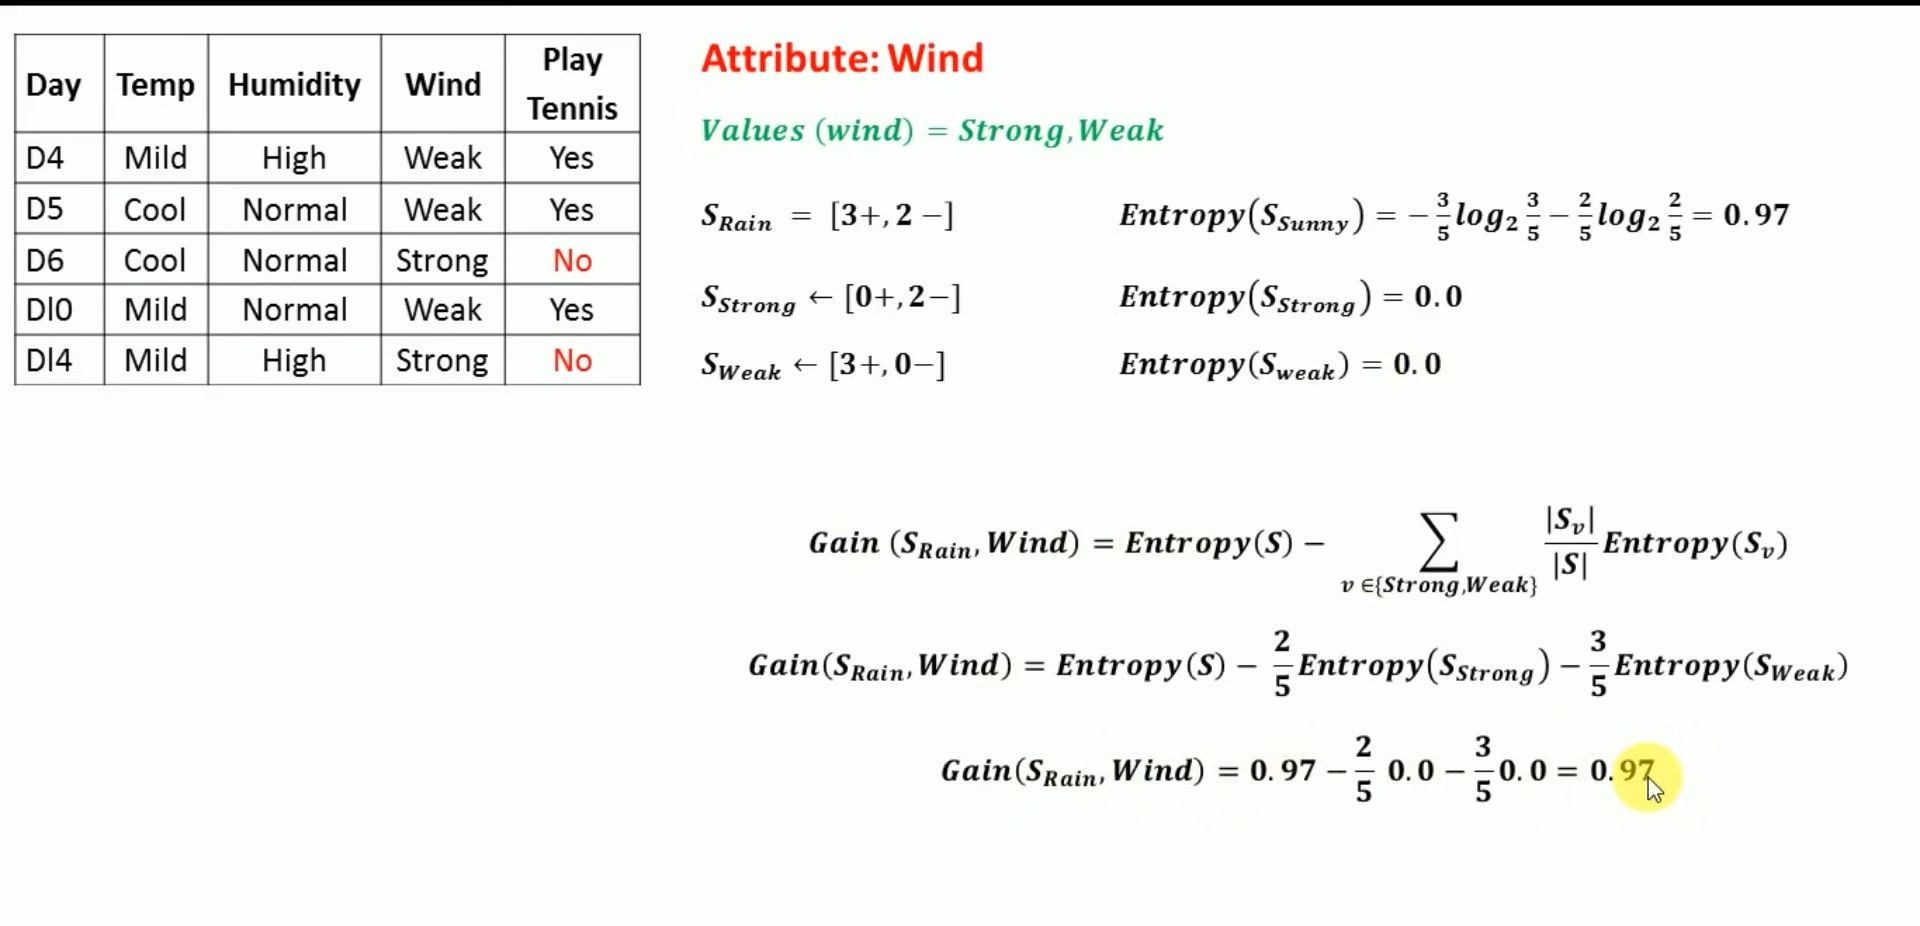 Day Temp Humidity Wind Play Tennis
D4 Mild High Weak Yes
D5 Cool Normal Weak Yes
D6 Cool Normal Strong No
Dl0 Mild Normal Weak Yes
Dl4 Mild High Strong No
Attribute: Wind
Values (wind) = Strong, Weak
S_Rain = [3+, 2 −] Entropy(S_Sunny) = −3/5 log_2 3/5 − 2/5 log_2 2/5 = 0.97
S_Strong ← [0+, 2−] Entropy(S_Strong) = 0.0
S_Weak ← [3+, 0−] Entropy(S_weak) = 0.0
Gain (S_Rain, Wind) = Entropy(S) − ∑_{v ∈{Strong,Weak}} |S_v|/|S| Entropy(S_v)
Gain(S_Rain, Wind) = Entropy(S) − 2/5 Entropy(S_Strong) − 3/5 Entropy(S_Weak)
Gain(S_Rain, Wind) = 0.97 − 2/5 0.0 − 3/5 0.0 = 0.97